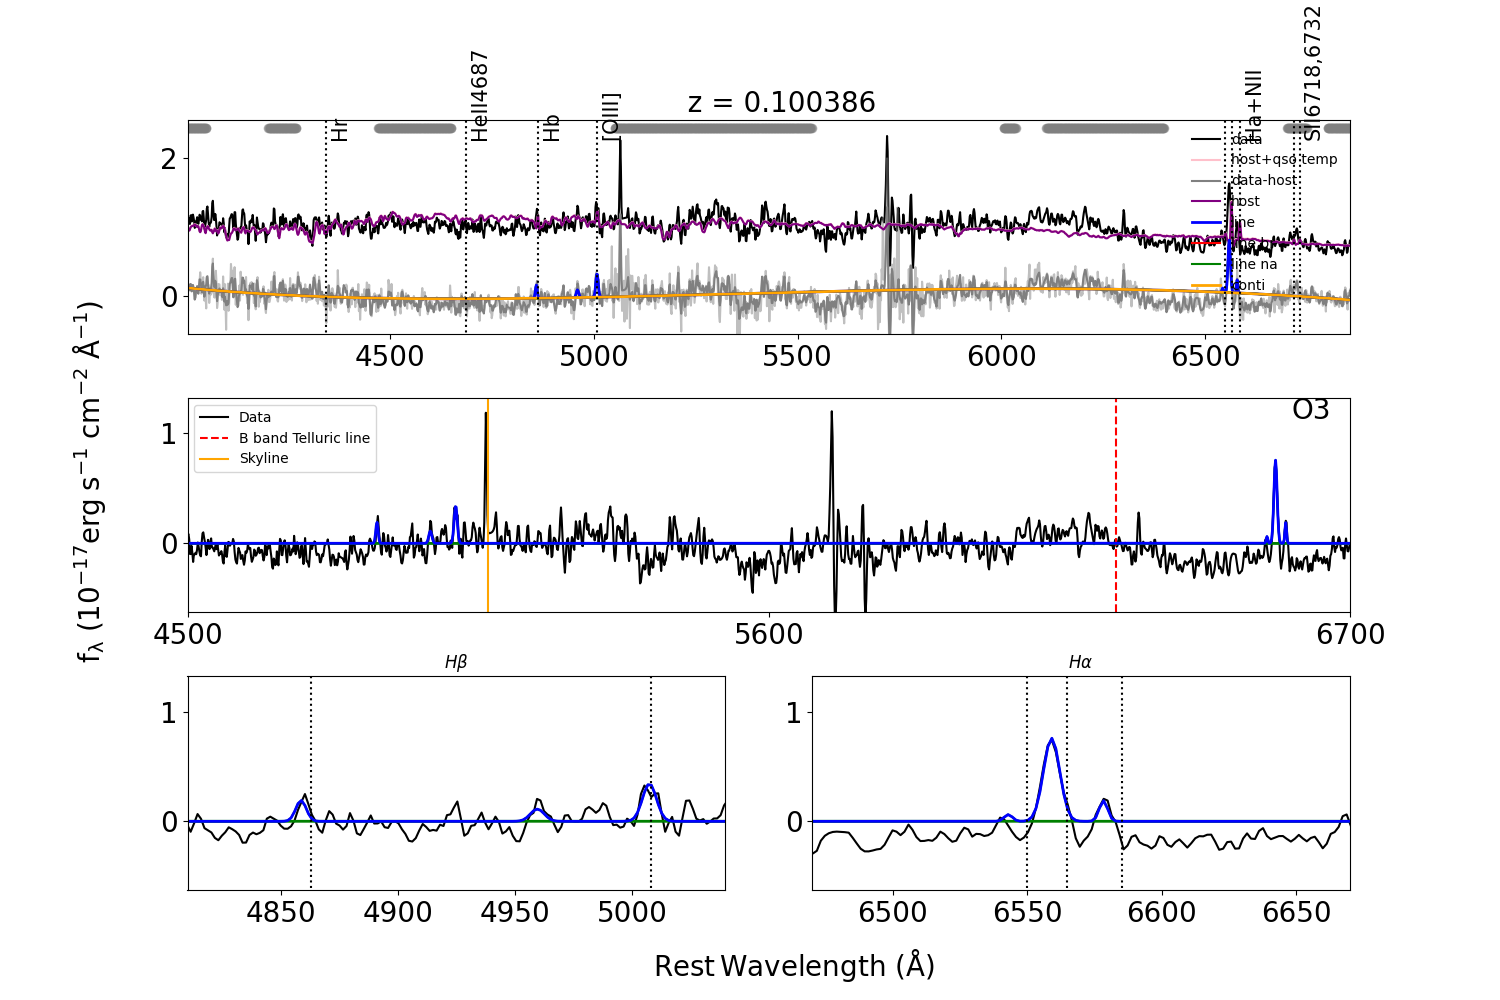 z = 0.100386
Hr
HeII4687
Hb
[OIII]
Ha+NII
SII6718,6732
data
host+qso temp
data-host
host
line
line na
conti
2
0
4500 5000 5500 6000 6500
fλ (10−17erg s−1 cm−2 Å−1)
O3
Data
B band Telluric line
Skyline
1
0
4500 5600 6700
Hβ
1
0
4850 4900 4950 5000
Hα
1
0
6500 6550 6600 6650
Rest Wavelength (Å)